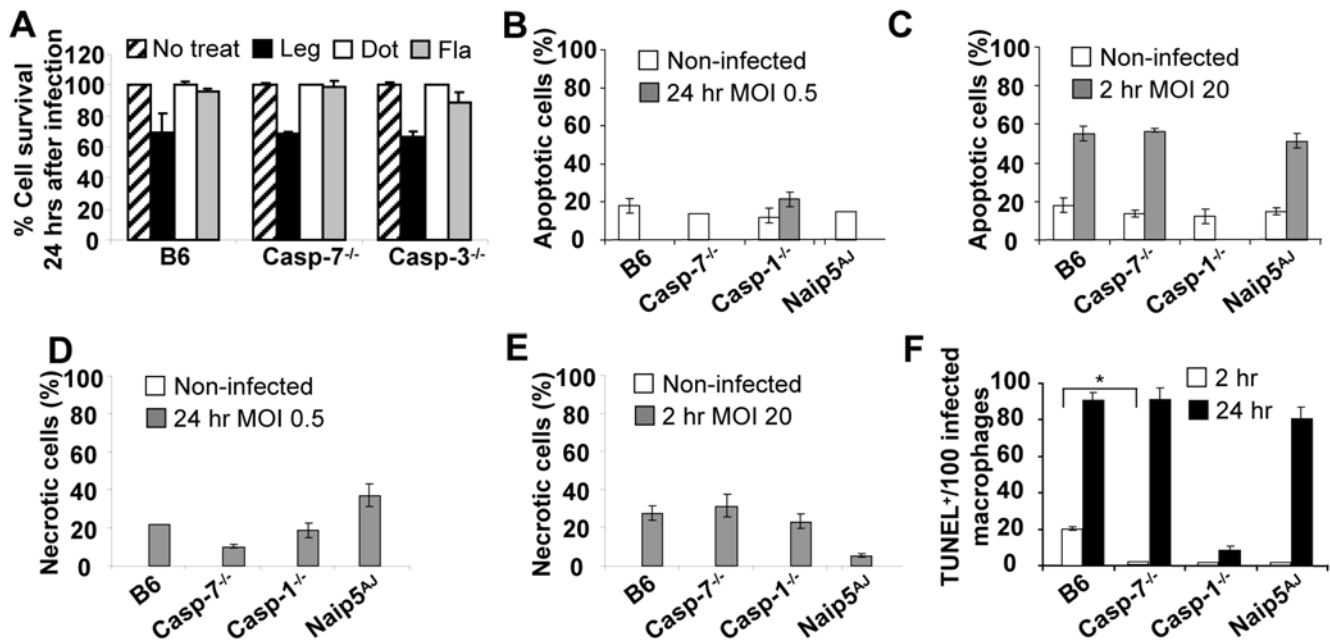 A
% Cell survival
24 hrs after infection
120
100
80
60
40
20
0
No treat Leg Dot Fla
B6 Casp-7-/- Casp-3-/-
B
Apoptotic cells (%)
100
80
60
40
20
0
Non-infected
24 hr MOI 0.5
B6 Casp-7-/- Casp-1-/- Naip5AJ
C
Apoptotic cells (%)
100
80
60
40
20
0
Non-infected
2 hr MOI 20
B6 Casp-7-/- Casp-1-/- Naip5AJ
D
Necrotic cells (%)
100
80
60
40
20
0
Non-infected
24 hr MOI 0.5
B6 Casp-7-/- Casp-1-/- Naip5AJ
E
Necrotic cells (%)
100
80
60
40
20
0
Non-infected
2 hr MOI 20
B6 Casp-7-/- Casp-1-/- Naip5AJ
F
TUNEL+/100 infected
macrophages
100
80
60
40
20
0
*
2 hr
24 hr
B6 Casp-7-/- Casp-1-/- Naip5AJ